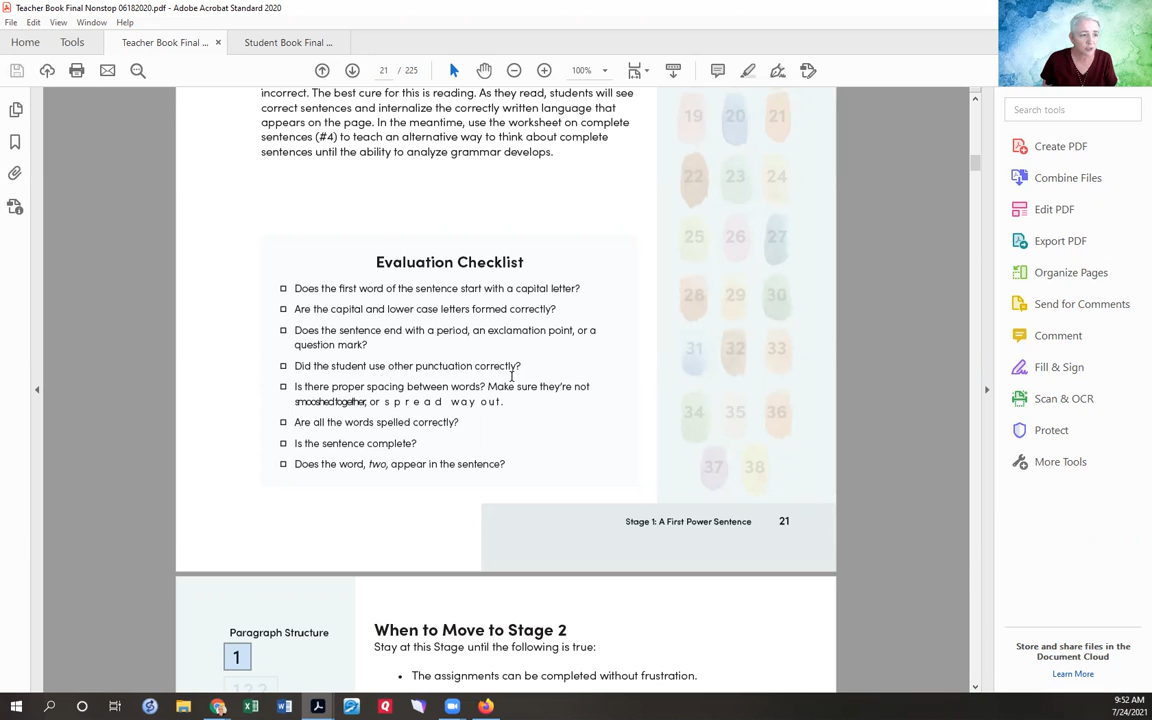 Teacher Book Final Nonstop 06182020.pdf - Adobe Acrobat Standard 2020
File Edit View Window Help
Home Tools Teacher Book Final ... × Student Book Final ...
21 / 225 100%
incorrect. The best cure for this is reading. As they read, students will see
correct sentences and internalize the correctly written language that
appears on the page. In the meantime, use the worksheet on complete
sentences (#4) to teach an alternative way to think about complete
sentences until the ability to analyze grammar develops.
19 20 21
22 23 24
25 26 27
28 29 30
31 32 33
34 35 36
37 38
Evaluation Checklist
Does the first word of the sentence start with a capital letter?
Are the capital and lower case letters formed correctly?
Does the sentence end with a period, an exclamation point, or a
question mark?
Did the student use other punctuation correctly?
Is there proper spacing between words? Make sure they're not
smooshed together, or s p r e a d w a y o u t .
Are all the words spelled correctly?
Is the sentence complete?
Does the word, two, appear in the sentence?
Stage 1: A First Power Sentence 21
Paragraph Structure
1
When to Move to Stage 2
Stay at this Stage until the following is true:
• The assignments can be completed without frustration.
Search tools
Create PDF
Combine Files
Edit PDF
Export PDF
Organize Pages
Send for Comments
Comment
Fill & Sign
Scan & OCR
Protect
More Tools
Store and share files in the
Document Cloud
Learn More
9:52 AM
7/24/2021